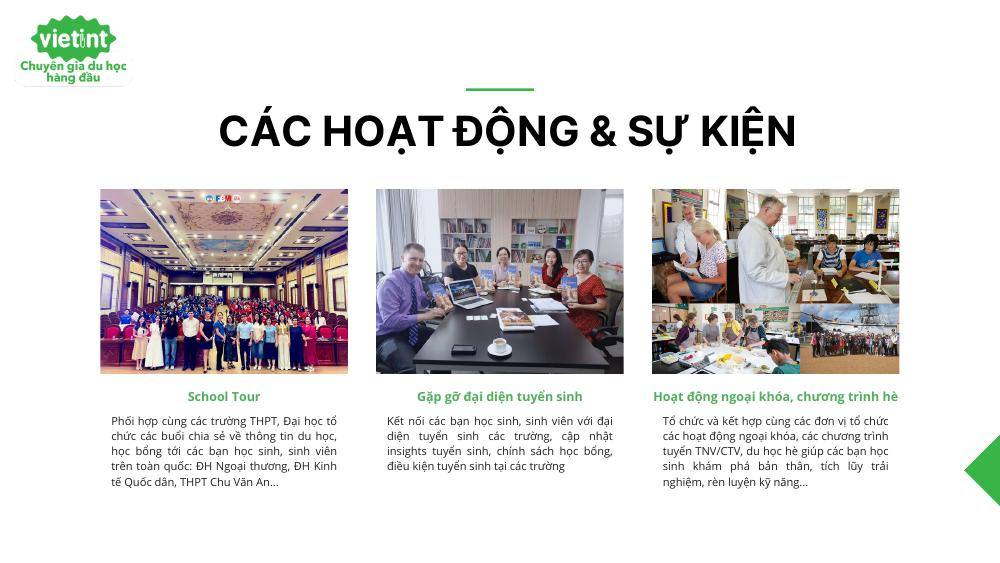 vietint
Chuyên gia du học
hàng đầu
CÁC HOẠT ĐỘNG & SỰ KIỆN
School Tour
Phối hợp cùng các trường THPT, Đại học tổ
chức các buổi chia sẻ về thông tin du học,
học bổng tới các bạn học sinh, sinh viên
trên toàn quốc: ĐH Ngoại thương, ĐH Kinh
tế Quốc dân, THPT Chu Văn An...
Gặp gỡ đại diện tuyển sinh
Kết nối các bạn học sinh, sinh viên với đại
diện tuyển sinh các trường, cập nhật
insights tuyển sinh, chính sách học bổng,
điều kiện tuyển sinh tại các trường
Hoạt động ngoại khóa, chương trình hè
Tổ chức và kết hợp cùng các đơn vị tổ chức
các hoạt động ngoại khóa, các chương trình
tuyển TNV/CTV, du học hè giúp các bạn học
sinh khám phá bản thân, tích lũy trải
nghiệm, rèn luyện kỹ năng...